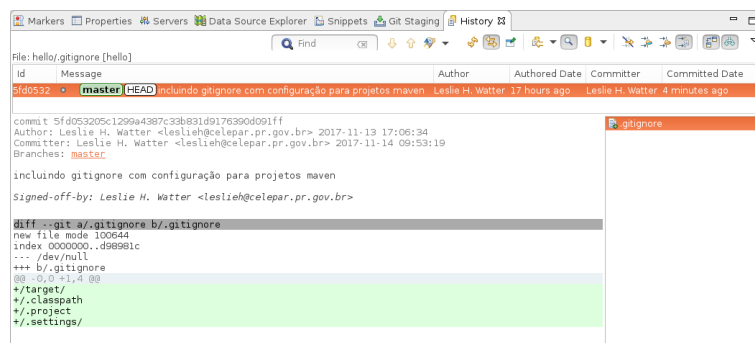 Markers Properties Servers Data Source Explorer Snippets Git Staging History
Find
File: hello/.gitignore [hello]
Id Message Author Authored Date Committer Committed Date
5fd0532 master HEAD incluindo gitignore com configuração para projetos maven Leslie H. Watter 17 hours ago Leslie H. Watter 4 minutes ago
commit 5fd053205c1299a4387c33b831d9176390d091ff
.gitignore
Author: Leslie H. Watter <leslieh@celepar.pr.gov.br> 2017-11-13 17:06:34
Committer: Leslie H. Watter <leslieh@celepar.pr.gov.br> 2017-11-14 09:53:19
Branches: master
incluindo gitignore com configuração para projetos maven
Signed-off-by: Leslie H. Watter <leslieh@celepar.pr.gov.br>
diff --git a/.gitignore b/.gitignore
new file mode 100644
index 0000000..d98981c
--- /dev/null
+++ b/.gitignore
@@ -0,0 +1,4 @@
+/target/
+/.classpath
+/.project
+/.settings/